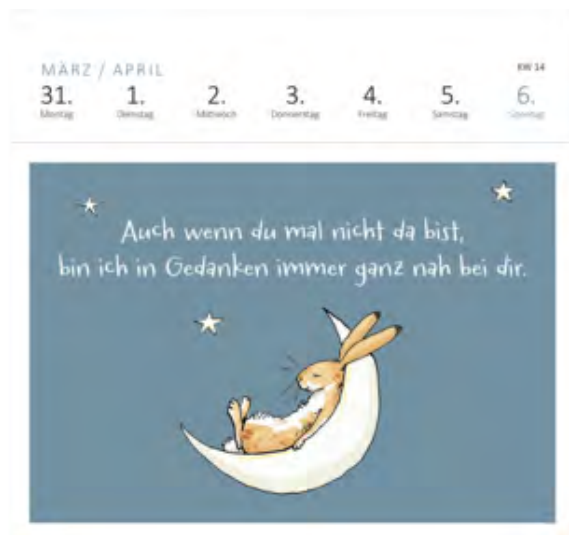 MÄRZ / APRIL
KW 14
31. 1. 2. 3. 4. 5. 6.
Montag Dienstag Mittwoch Donnerstag Freitag Samstag Sonntag
Auch wenn du mal nicht da bist,
bin ich in Gedanken immer ganz nah bei dir.